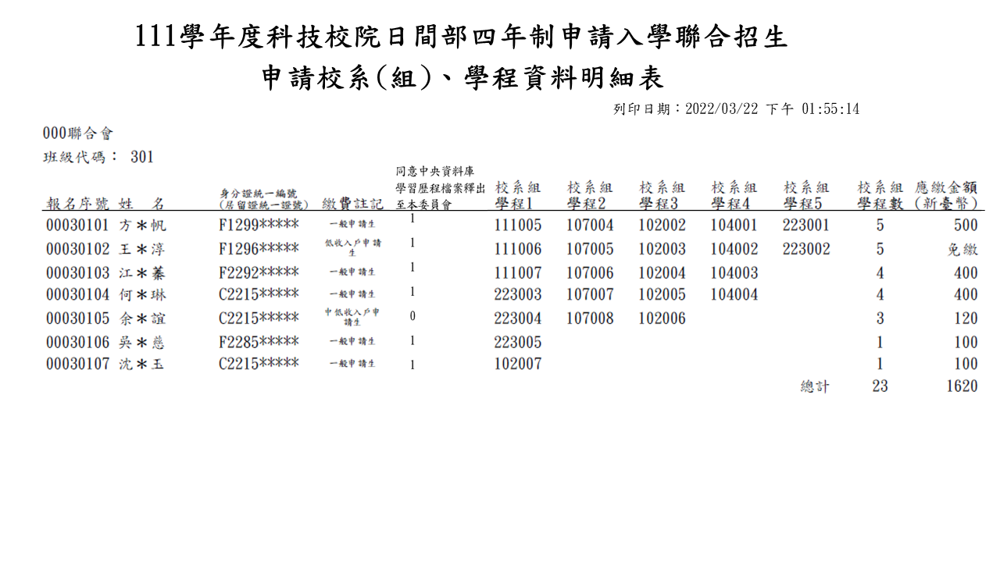 111學年度科技校院日間部四年制申請入學聯合招生
申請校系(組)、學程資料明細表
列印日期：2022/03/22 下午 01:55:14
000聯合會
班級代碼： 301
報名序號 姓 名 身分證統一編號(居留證統一證號) 繳費註記 同意中央資料庫學習歷程檔案釋出至本委員會 校系組學程1 校系組學程2 校系組學程3 校系組學程4 校系組學程5 校系組學程數 應繳金額(新臺幣)
00030101 方＊帆 F1299***** 一般申請生 1 111005 107004 102002 104001 223001 5 500
00030102 王＊淳 F1296***** 低收入戶申請生 1 111006 107005 102003 104002 223002 5 免繳
00030103 江＊蓁 F2292***** 一般申請生 1 111007 107006 102004 104003 4 400
00030104 何＊琳 C2215***** 一般申請生 1 223003 107007 102005 104004 4 400
00030105 余＊誼 C2215***** 中低收入戶申請生 0 223004 107008 102006 3 120
00030106 吳＊慈 F2285***** 一般申請生 1 223005 1 100
00030107 沈＊玉 C2215***** 一般申請生 1 102007 1 100
總計 23 1620